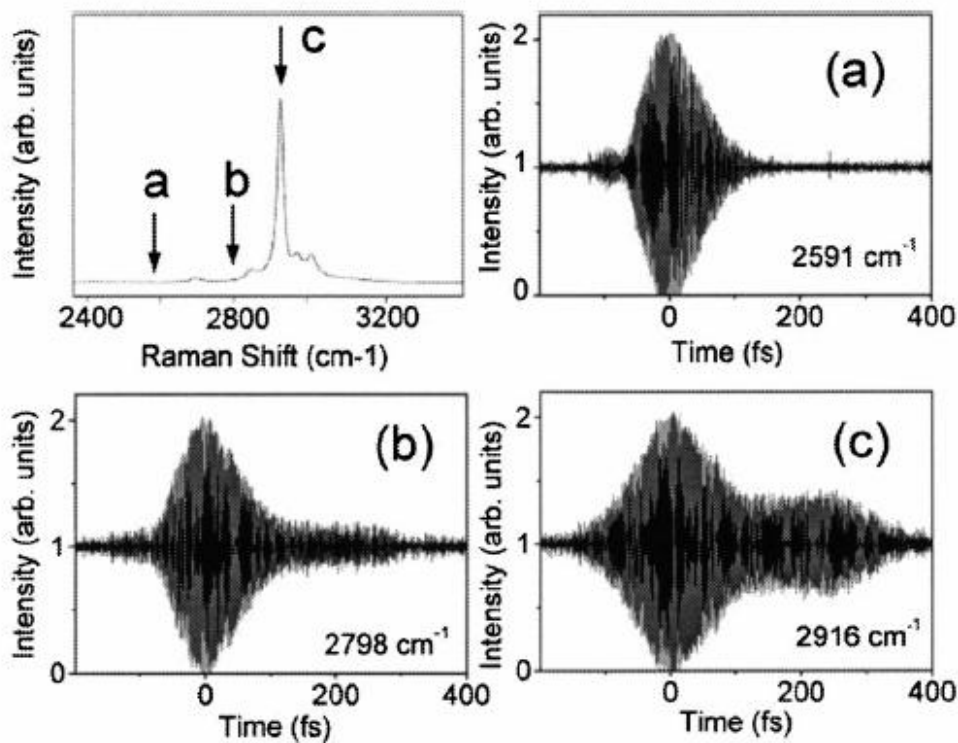 Intensity (arb. units)
a
b
c
2400
2800
3200
Raman Shift (cm-1)
Intensity (arb. units)
2
1
0
(a)
2591 cm⁻¹
0
200
400
Time (fs)
Intensity (arb. units)
2
1
0
(b)
2798 cm⁻¹
0
200
400
Time (fs)
Intensity (arb. units)
2
1
0
(c)
2916 cm⁻¹
0
200
400
Time (fs)